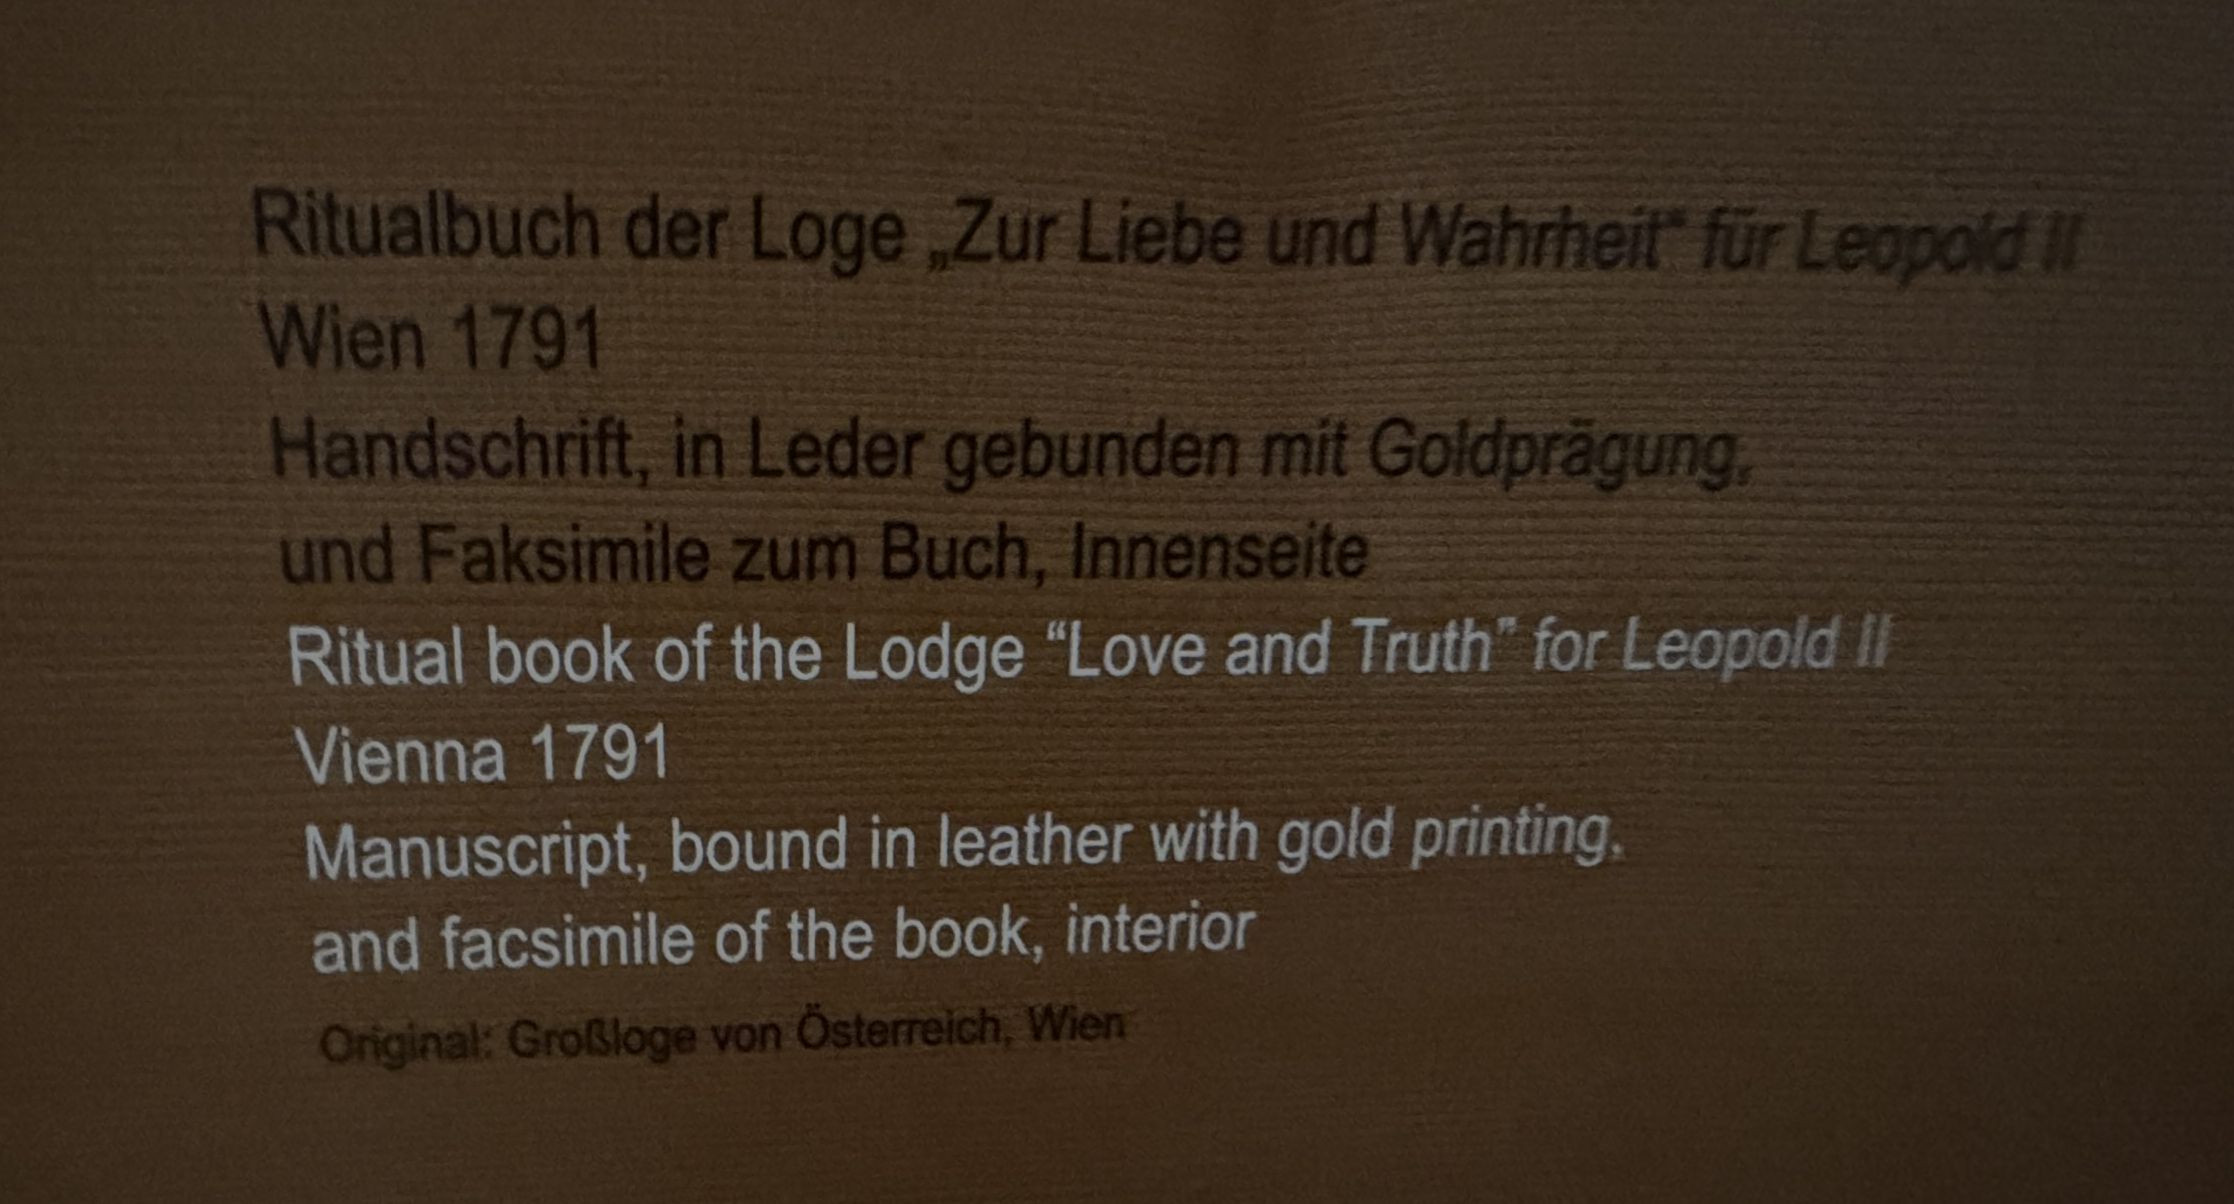 Ritualbuch der Loge „Zur Liebe und Wahrheit“ für Leopold II
Wien 1791
Handschrift, in Leder gebunden mit Goldprägung,
und Faksimile zum Buch, Innenseite
Ritual book of the Lodge “Love and Truth” for Leopold II
Vienna 1791
Manuscript, bound in leather with gold printing,
and facsimile of the book, interior
Original: Großloge von Österreich, Wien